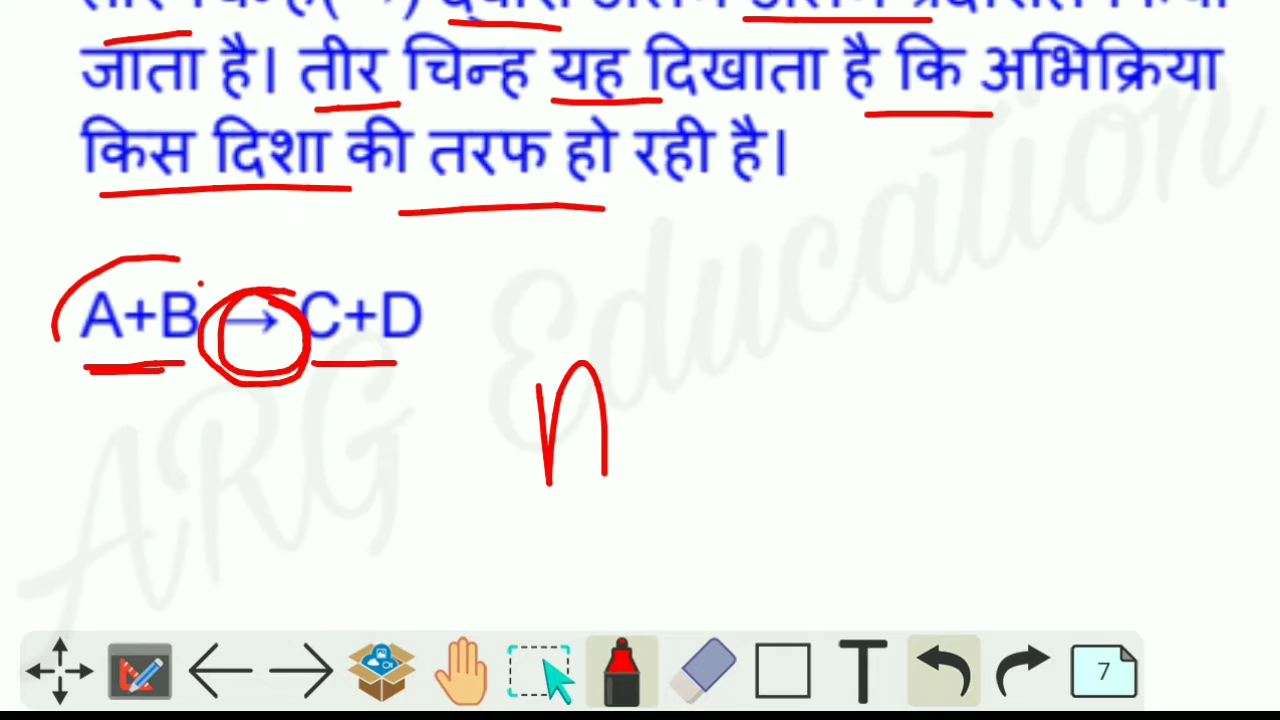 जाता है। तीर चिन्ह यह दिखाता है कि अभिक्रिया
किस दिशा की तरफ हो रही है।
A+B → C+D
n
ARG Education
T
7